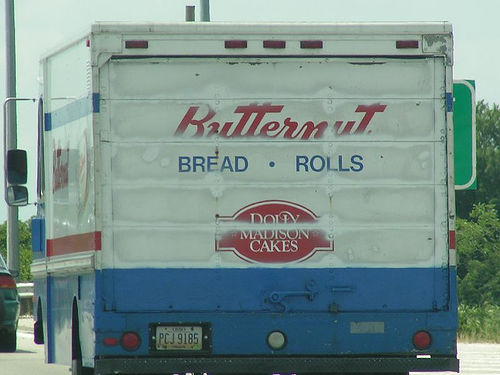 Butternut
BREAD • ROLLS
DOLLY
MADISON
CAKES
PCJ 9185